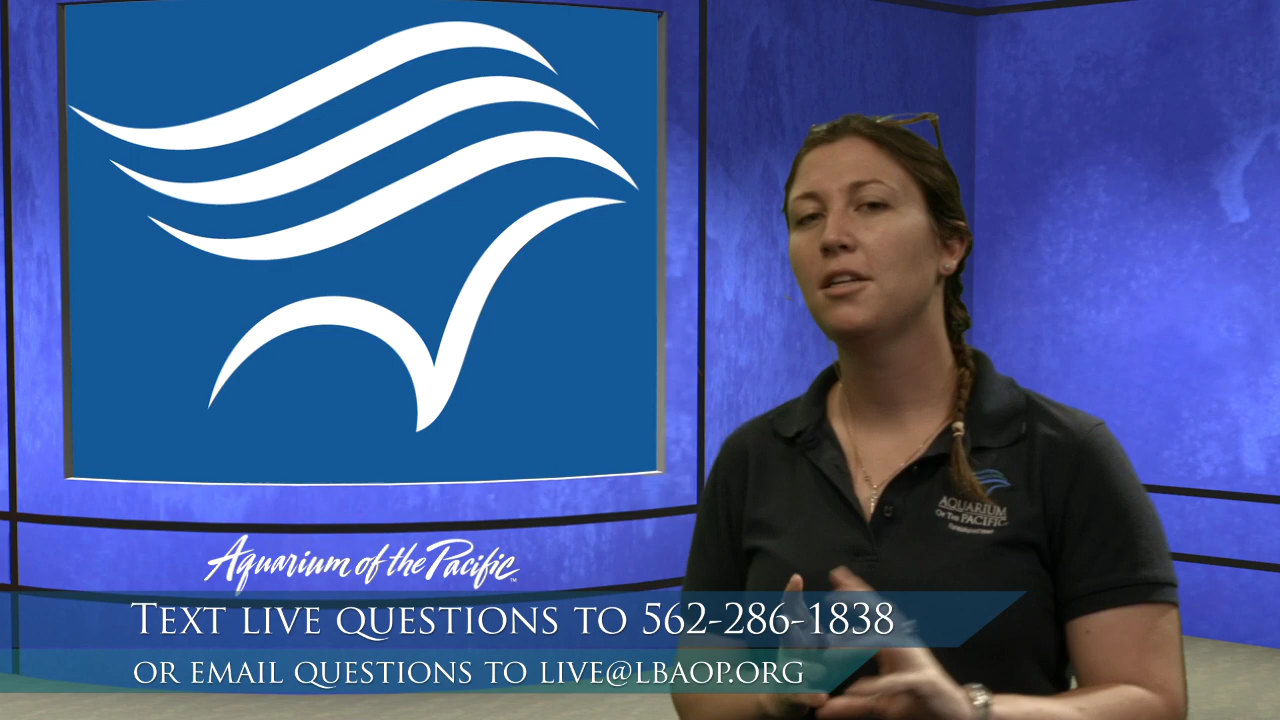 Aquarium of the Pacific™
TEXT LIVE QUESTIONS TO 562-286-1838
OR EMAIL QUESTIONS TO LIVE@LBAOP.ORG
AQUARIUM
OF THE PACIFIC